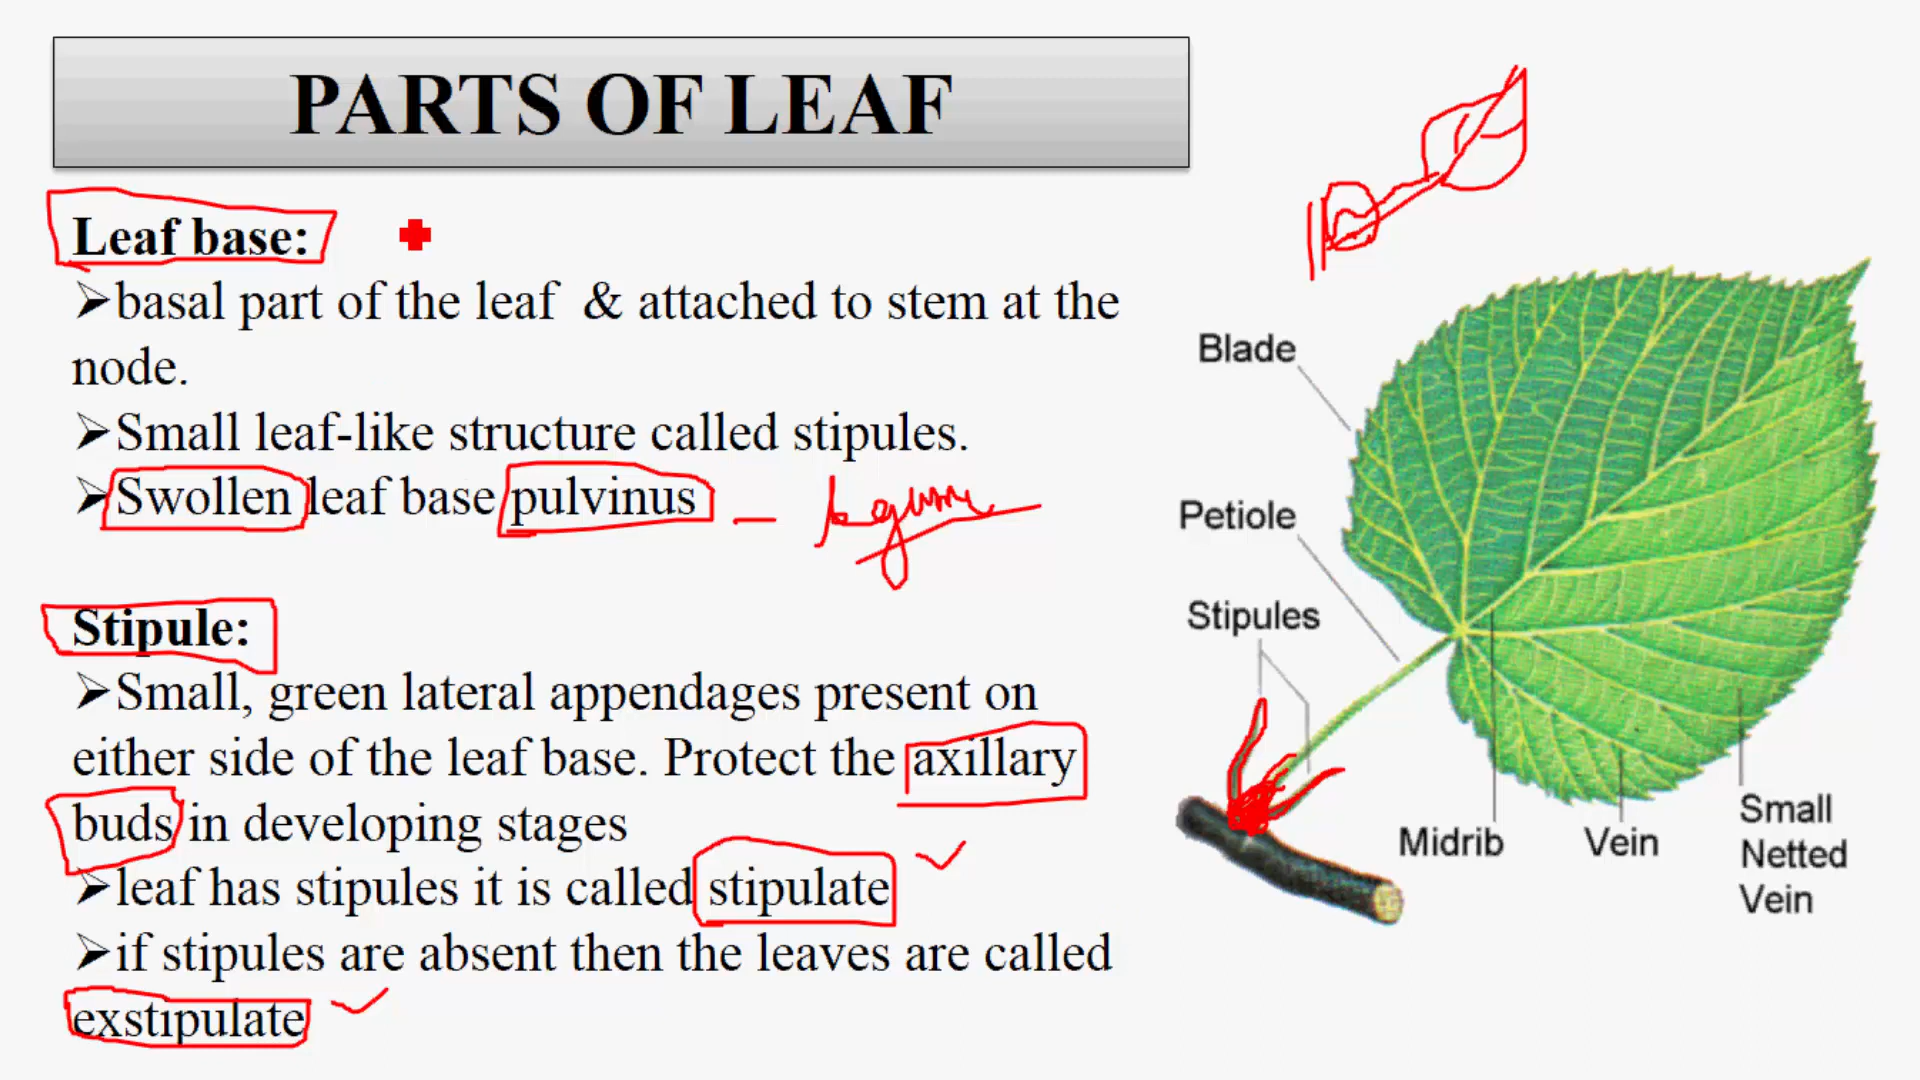 PARTS OF LEAF
Leaf base:
➢basal part of the leaf & attached to stem at the
node.
➢Small leaf-like structure called stipules.
➢Swollen leaf base pulvinus
Stipule:
➢Small, green lateral appendages present on
either side of the leaf base. Protect the axillary
buds in developing stages
➢leaf has stipules it is called stipulate
➢if stipules are absent then the leaves are called
exstipulate
Blade
Petiole
Stipules
Midrib
Vein
Small
Netted
Vein